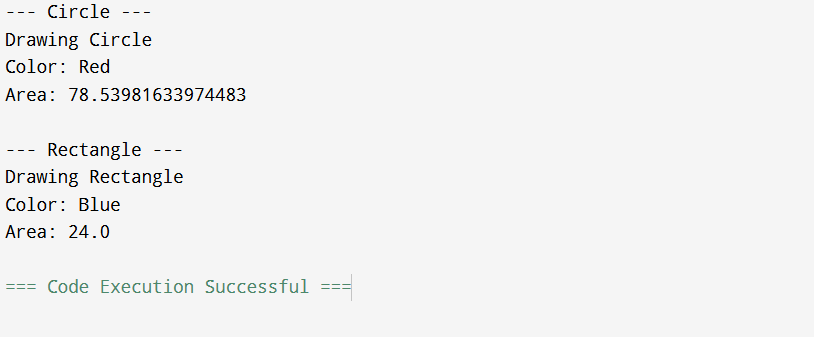 --- Circle ---
Drawing Circle
Color: Red
Area: 78.53981633974483
--- Rectangle ---
Drawing Rectangle
Color: Blue
Area: 24.0
=== Code Execution Successful ===